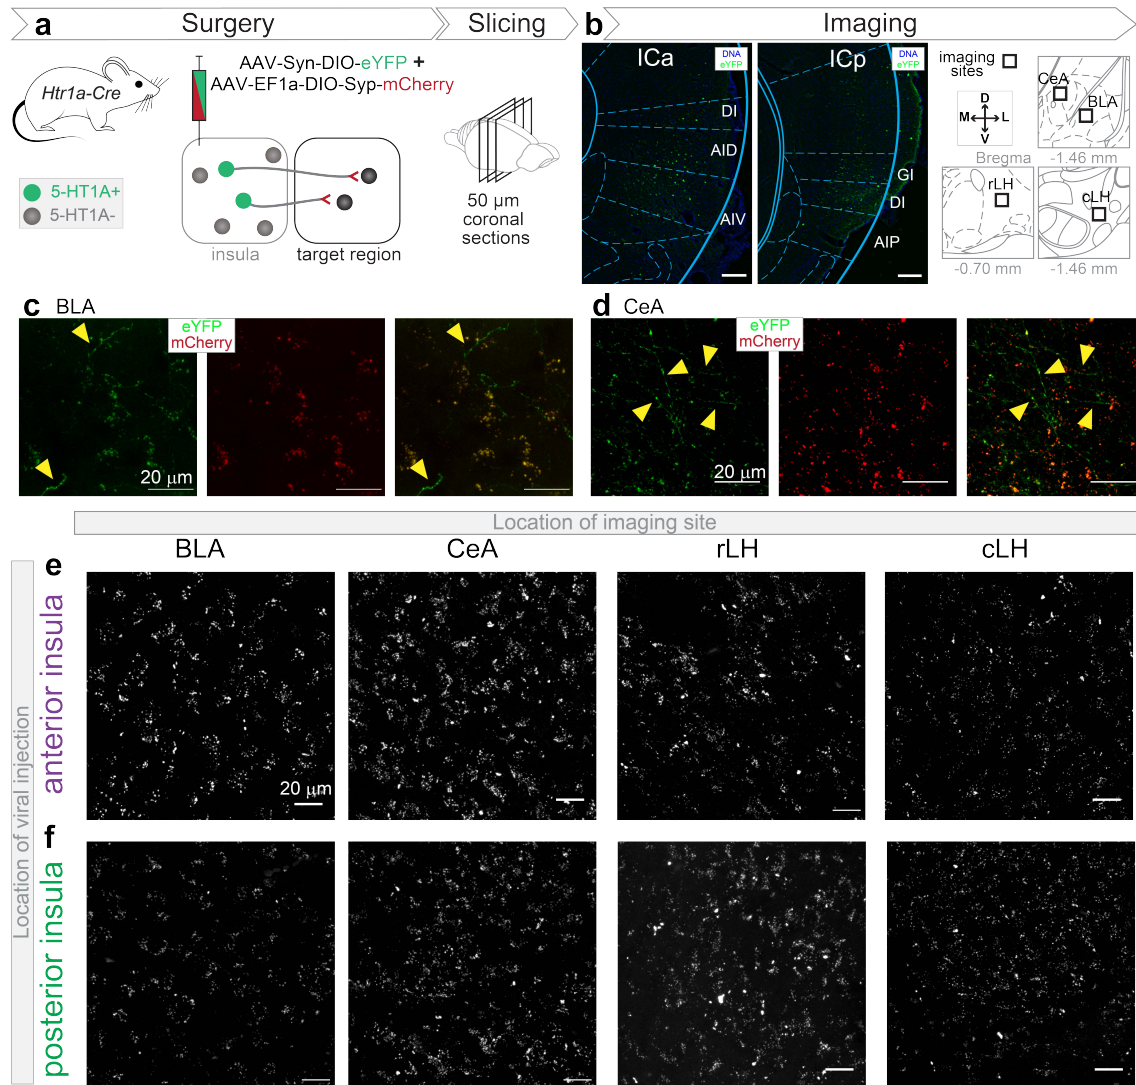 a Surgery Slicing b Imaging
Htr1a-Cre
AAV-Syn-DIO-eYFP +
AAV-EF1a-DIO-Syp-mCherry
5-HT1A+
5-HT1A-
insula
target region
50 μm
coronal
sections
ICa
DNA
eYFP
DI
AID
AIV
ICp
DNA
eYFP
GI
DI
AIP
imaging
sites
D
M L
V
Bregma
CeA
BLA
-1.46 mm
rLH
-0.70 mm
cLH
-1.46 mm
c BLA
eYFP
mCherry
20 μm
d CeA
eYFP
mCherry
20 μm
Location of imaging site
BLA CeA rLH cLH
Location of viral injection
e
anterior insula
20 μm
f
posterior insula